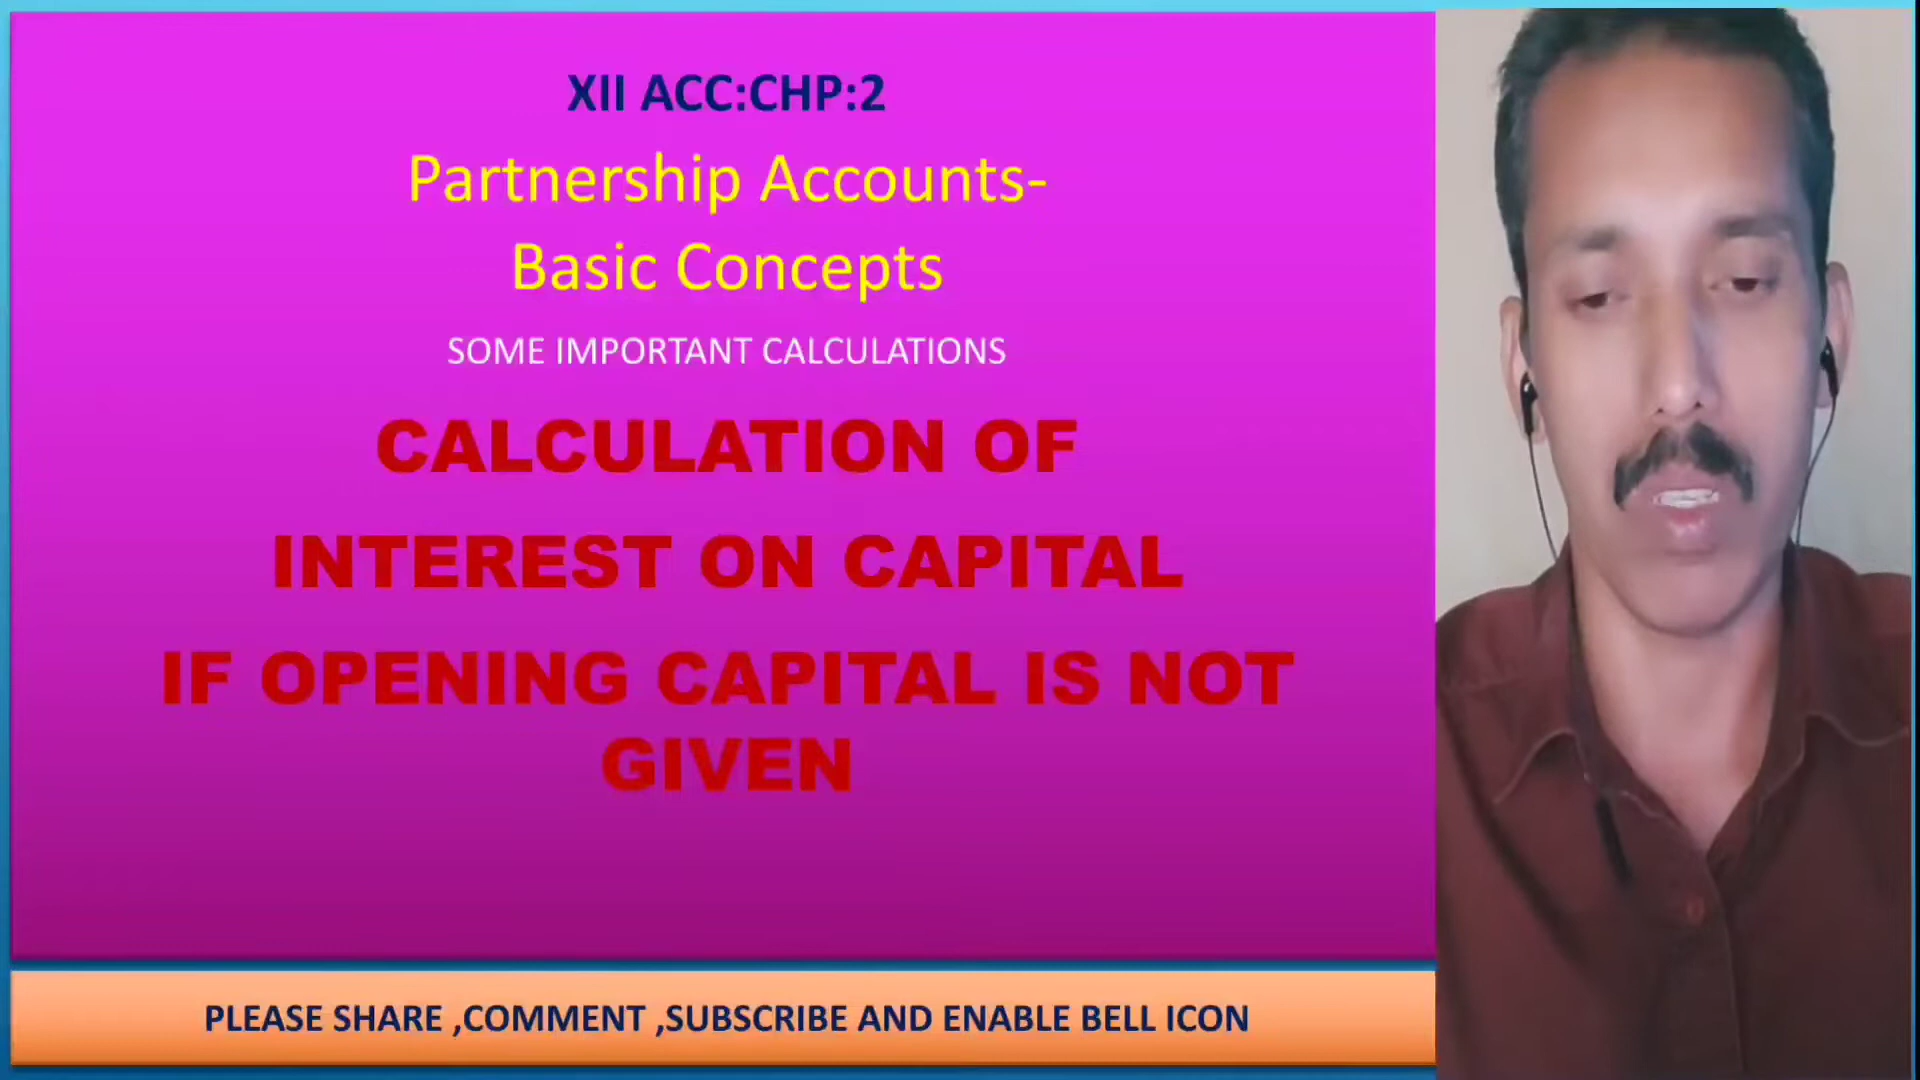 XII ACC:CHP:2
Partnership Accounts-
Basic Concepts
SOME IMPORTANT CALCULATIONS
CALCULATION OF
INTEREST ON CAPITAL
IF OPENING CAPITAL IS NOT
GIVEN
PLEASE SHARE ,COMMENT ,SUBSCRIBE AND ENABLE BELL ICON